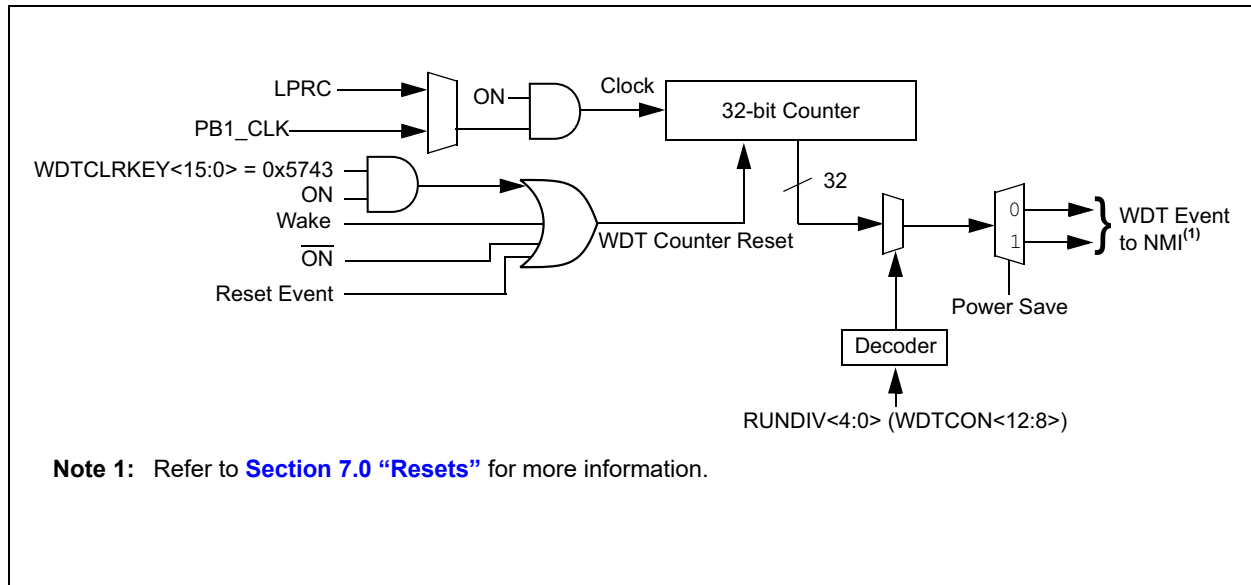 LPRC
ON
Clock
32-bit Counter
PB1_CLK
WDTCLRKEY<15:0> = 0x5743
ON
32
Wake
WDT Counter Reset
0
1
WDT Event
to NMI(1)
ON
Reset Event
Power Save
Decoder
RUNDIV<4:0> (WDTCON<12:8>)
Note 1: Refer to Section 7.0 “Resets” for more information.